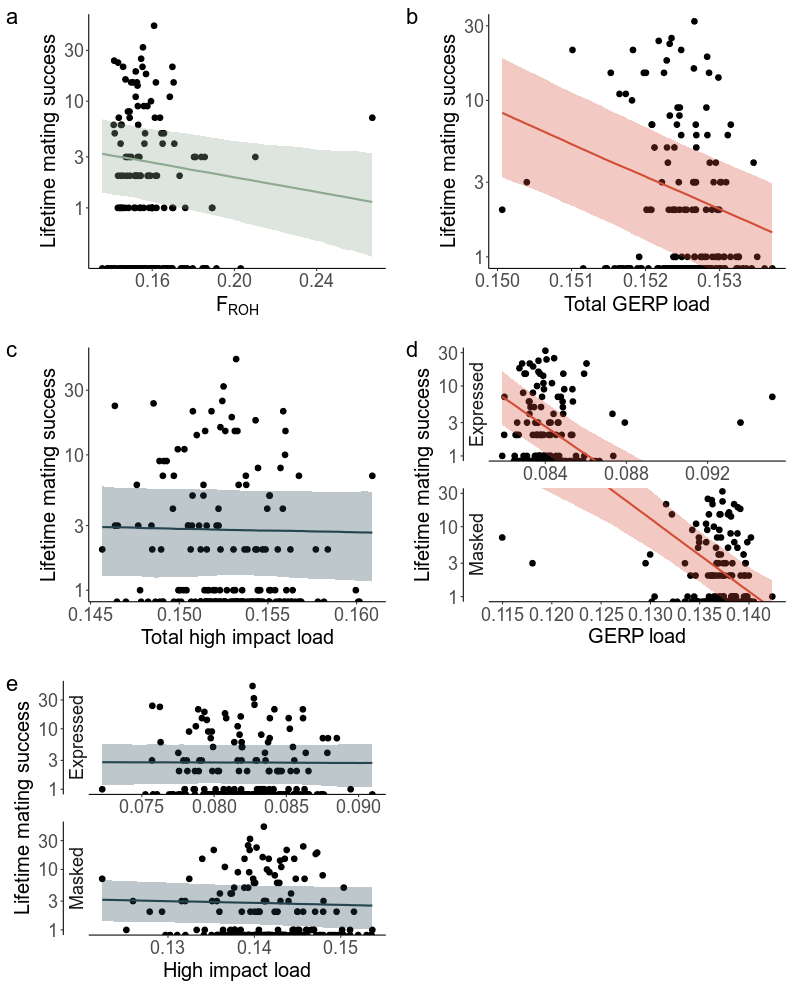 a
Lifetime mating success
30
10
3
1
0.16 0.20 0.24
FROH
b
Lifetime mating success
30
10
3
1
0.150 0.151 0.152 0.153
Total GERP load
c
Lifetime mating success
30
10
3
1
0.145 0.150 0.155 0.160
Total high impact load
d
Lifetime mating success
Expressed
30
10
3
1
0.084 0.088 0.092
Masked
30
10
3
1
0.115 0.120 0.125 0.130 0.135 0.140
GERP load
e
Lifetime mating success
Expressed
30
10
3
1
0.075 0.080 0.085 0.090
Masked
30
10
3
1
0.13 0.14 0.15
High impact load